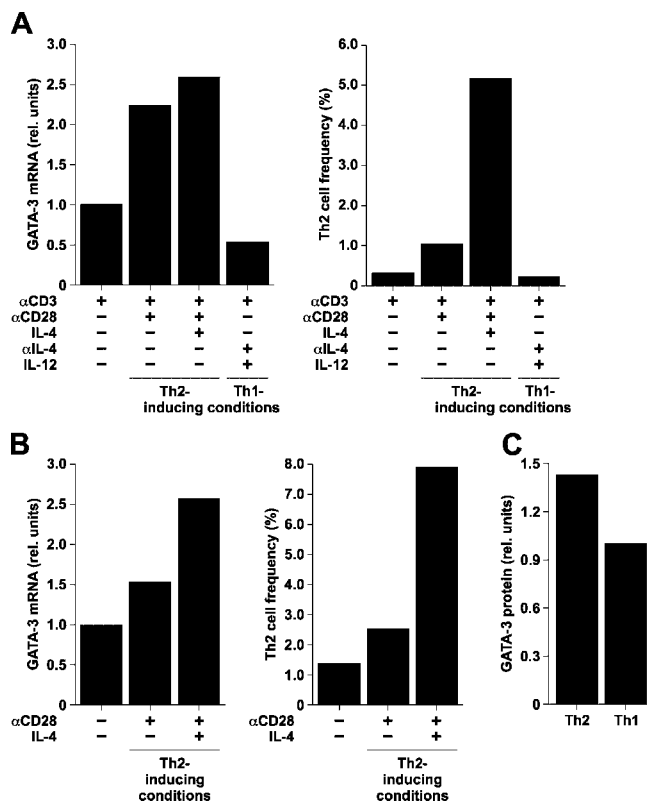 A
GATA-3 mRNA (rel. units)
3.0
2.5
2.0
1.5
1.0
0.5
0
αCD3 + + + +
αCD28 – + + –
IL-4 – – + –
αIL-4 – – – +
IL-12 – – – +
Th2- Th1-
inducing conditions
Th2 cell frequency (%)
6.0
5.0
4.0
3.0
2.0
1.0
0
αCD3 + + + +
αCD28 – + + –
IL-4 – – + –
αIL-4 – – – +
IL-12 – – – +
Th2- Th1-
inducing conditions
B
GATA-3 mRNA (rel. units)
3.0
2.5
2.0
1.5
1.0
0.5
0
αCD28 – + +
IL-4 – – +
Th2-
inducing
conditions
Th2 cell frequency (%)
8.0
7.0
6.0
5.0
4.0
3.0
2.0
1.0
0
αCD28 – + +
IL-4 – – +
Th2-
inducing
conditions
C
GATA-3 protein (rel. units)
1.5
1.2
0.9
0.6
0.3
0
Th2 Th1